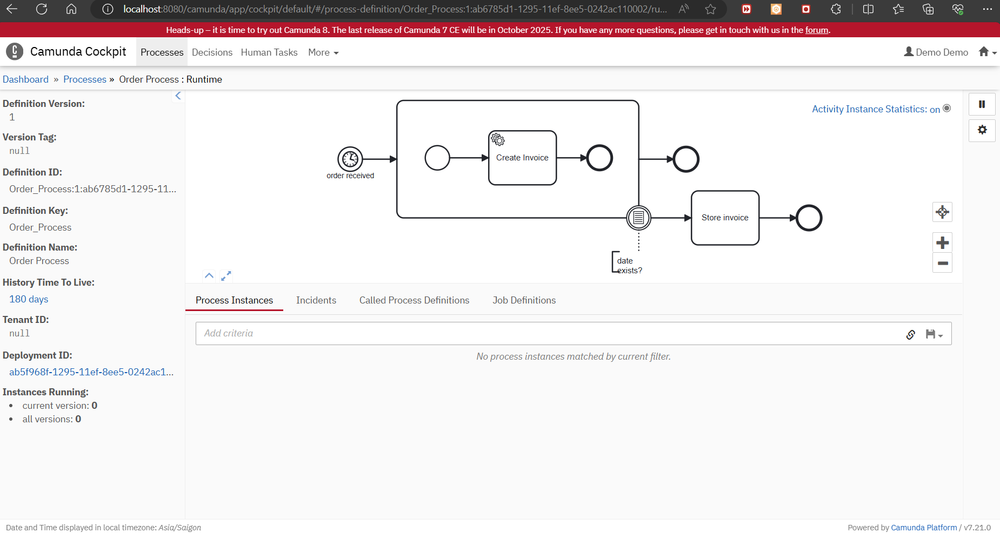 localhost:8080/camunda/app/cockpit/default/#/process-definition/Order_Process:1:ab6785d1-1295-11ef-8ee5-0242ac110002/ru...
Heads-up – it is time to try out Camunda 8. The last release of Camunda 7 CE will be in October 2025. If you have any more questions, please get in touch with us in the forum.
Camunda Cockpit Processes Decisions Human Tasks More Demo Demo
Dashboard » Processes » Order Process : Runtime
Definition Version:
1
Version Tag:
null
Definition ID:
Order_Process:1:ab6785d1-1295-11...
Definition Key:
Order_Process
Definition Name:
Order Process
History Time To Live:
180 days
Tenant ID:
null
Deployment ID:
ab5f968f-1295-11ef-8ee5-0242ac1...
Instances Running:
• current version: 0
• all versions: 0
Activity Instance Statistics: on
order received
Create Invoice
Store invoice
date
exists?
Process Instances Incidents Called Process Definitions Job Definitions
Add criteria
No process instances matched by current filter.
Date and Time displayed in local timezone: Asia/Saigon
Powered by Camunda Platform / v7.21.0